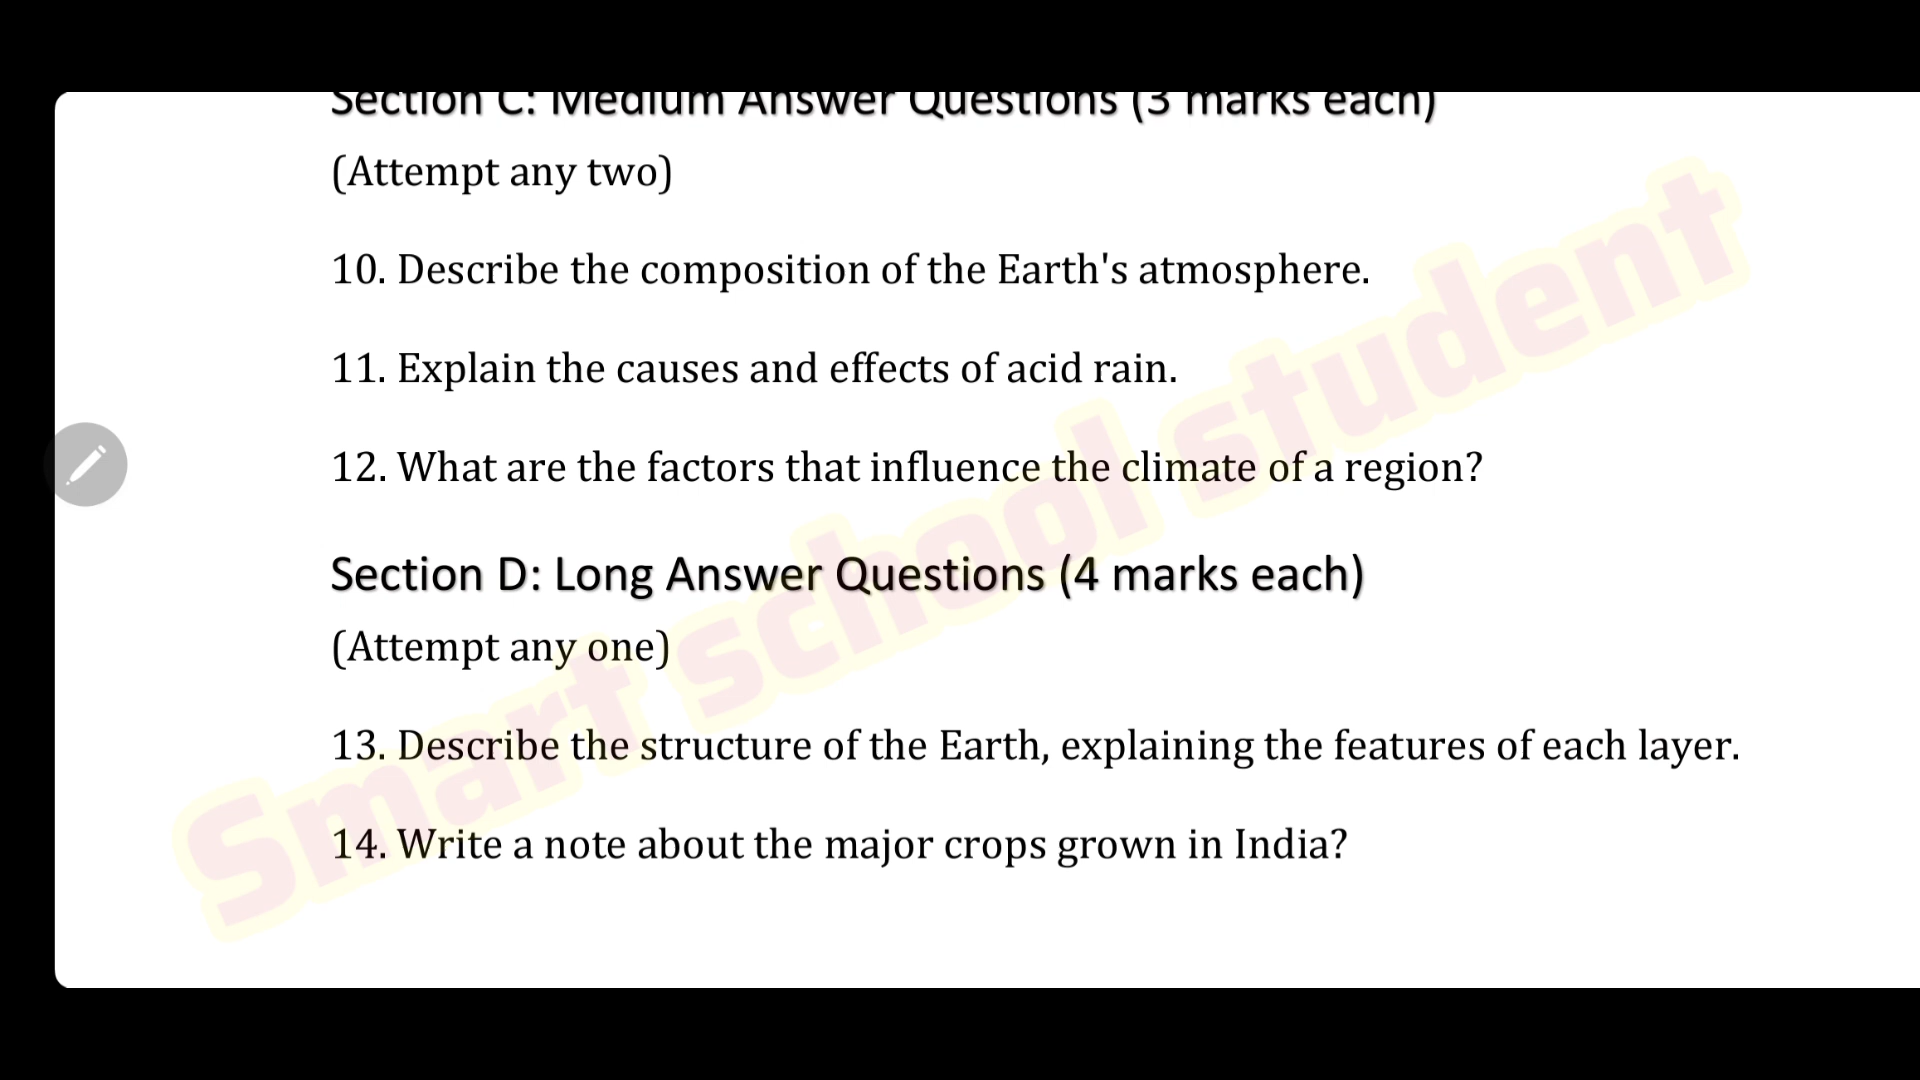 Section C: Medium Answer Questions (3 marks each)
(Attempt any two)
10. Describe the composition of the Earth's atmosphere.
11. Explain the causes and effects of acid rain.
12. What are the factors that influence the climate of a region?
Section D: Long Answer Questions (4 marks each)
(Attempt any one)
13. Describe the structure of the Earth, explaining the features of each layer.
14. Write a note about the major crops grown in India?
Smart school student